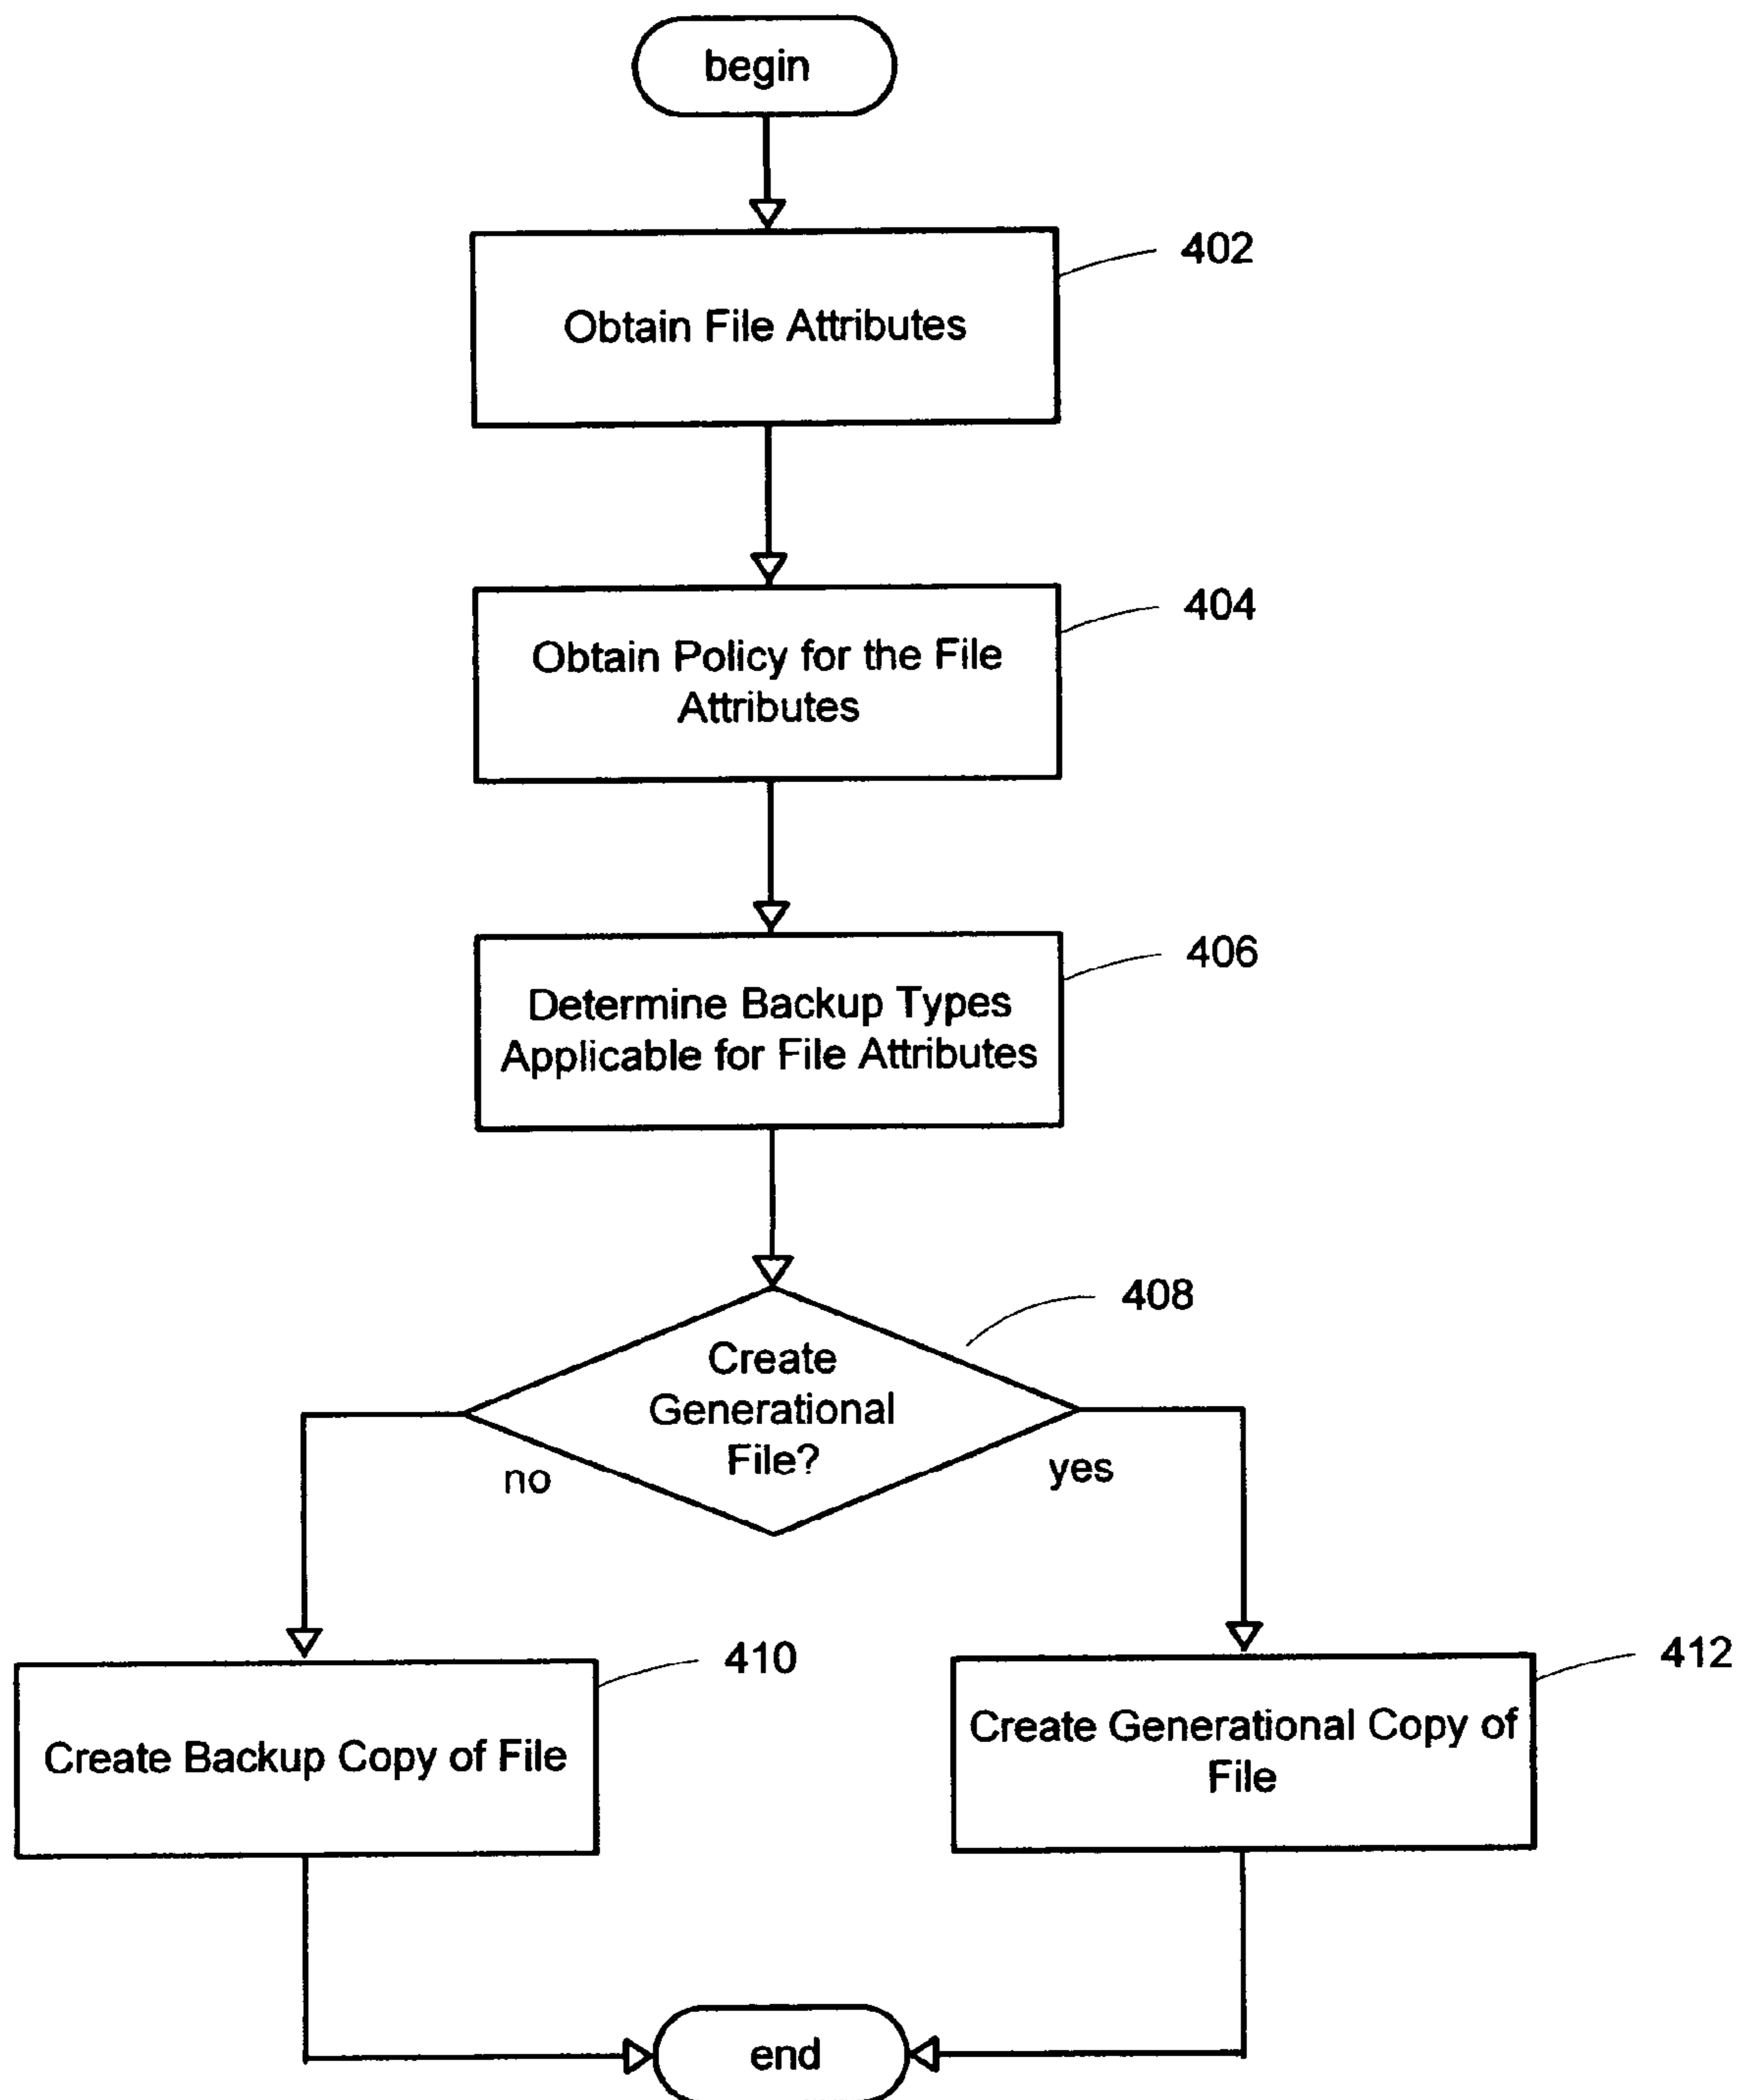 begin
402
Obtain File Attributes
404
Obtain Policy for the File
Attributes
406
Determine Backup Types
Applicable for File Attributes
408
Create
Generational
File?
no
yes
410
412
Create Backup Copy of File
Create Generational Copy of
File
end